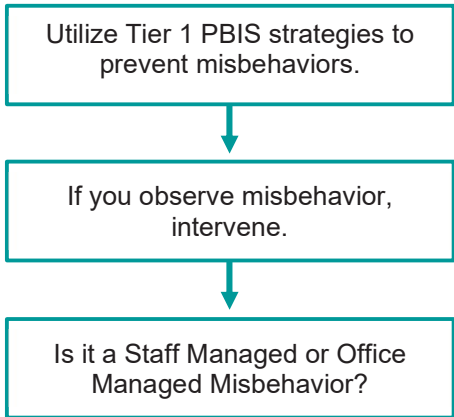 Utilize Tier 1 PBIS strategies to
prevent misbehaviors.
If you observe misbehavior,
intervene.
Is it a Staff Managed or Office
Managed Misbehavior?